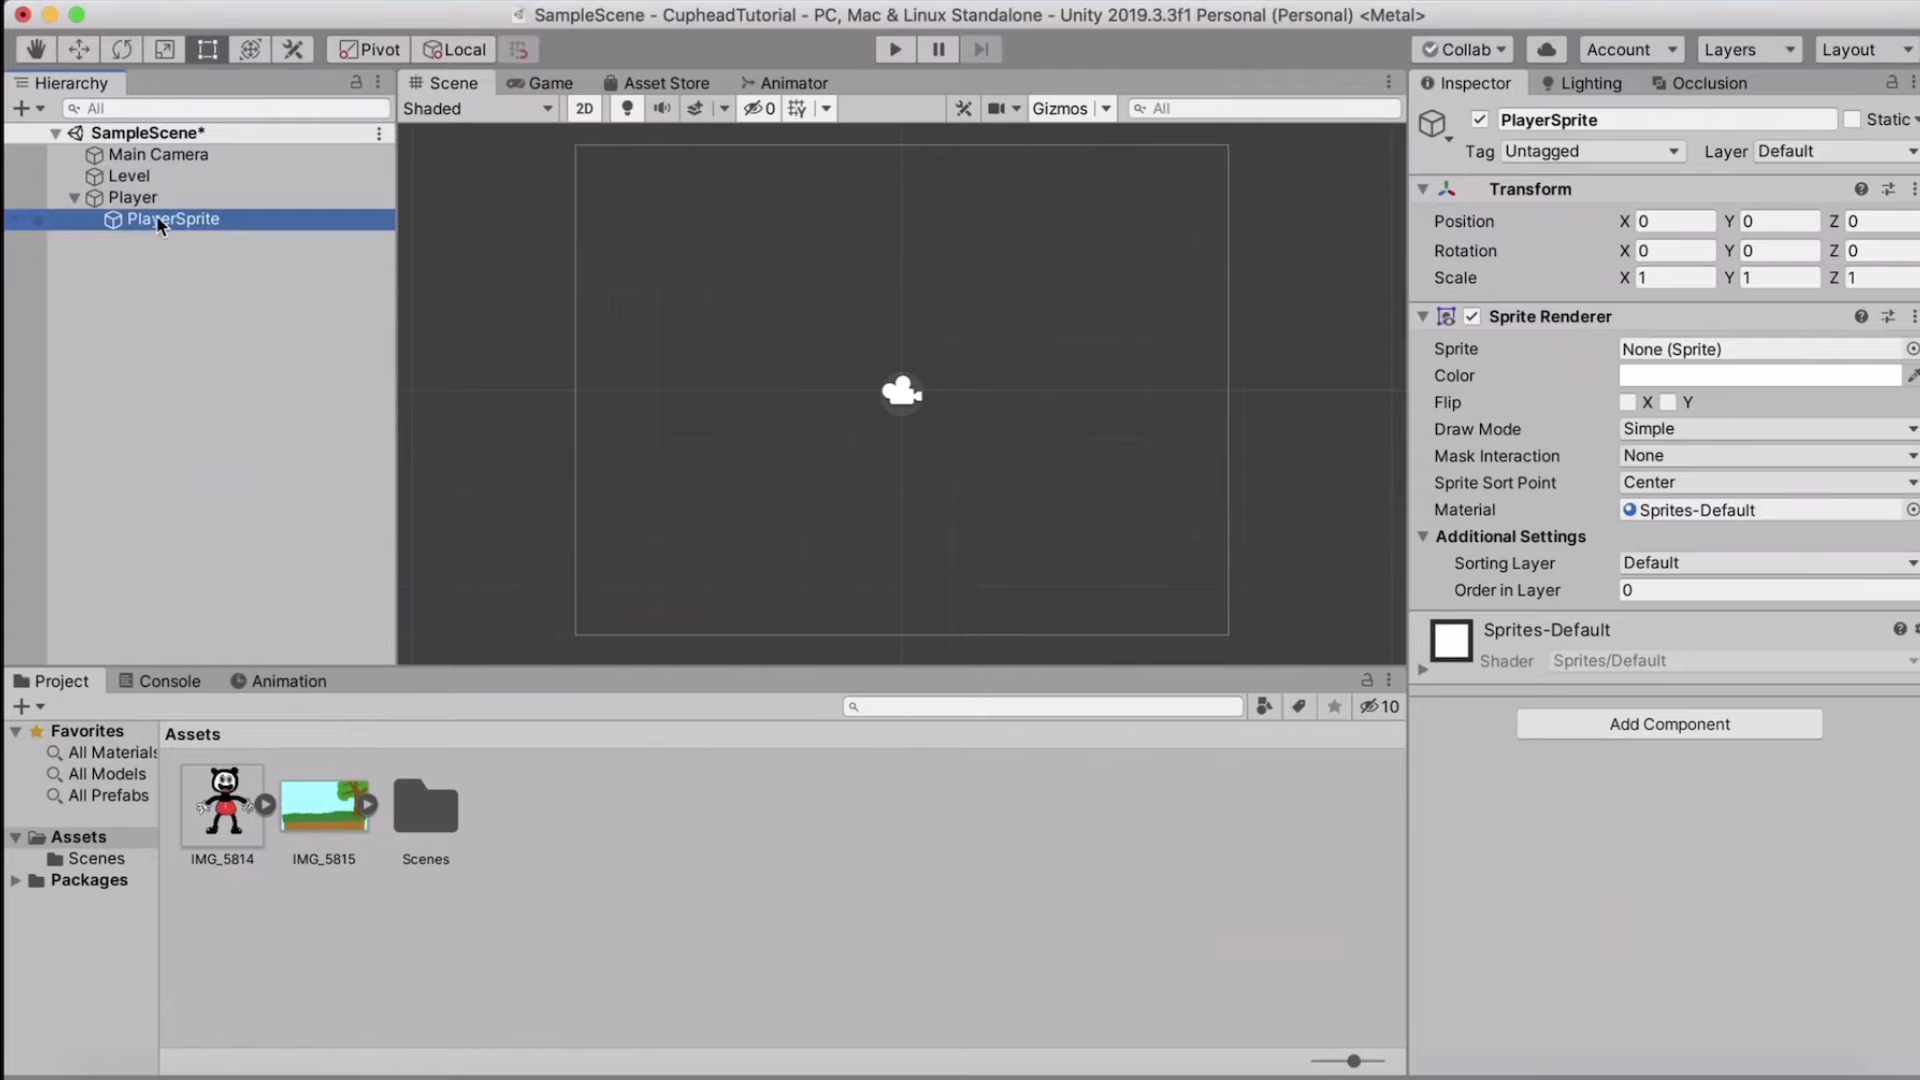 SampleScene - CupheadTutorial - PC, Mac & Linux Standalone - Unity 2019.3.3f1 Personal (Personal) <Metal>
Pivot Local Collab Account Layers Layout
Hierarchy
All
SampleScene*
Main Camera
Level
Player
PlayerSprite
Scene Game Asset Store Animator
Shaded 2D 0 Gizmos All
Inspector Lighting Occlusion
PlayerSprite Static
Tag Untagged Layer Default
Transform
Position X 0 Y 0 Z 0
Rotation X 0 Y 0 Z 0
Scale X 1 Y 1 Z 1
Sprite Renderer
Sprite None (Sprite)
Color
Flip X Y
Draw Mode Simple
Mask Interaction None
Sprite Sort Point Center
Material Sprites-Default
Additional Settings
Sorting Layer Default
Order in Layer 0
Sprites-Default
Shader Sprites/Default
Add Component
Project Console Animation
10
Favorites
All Materials
All Models
All Prefabs
Assets
Scenes
Packages
Assets
IMG_5814 IMG_5815 Scenes